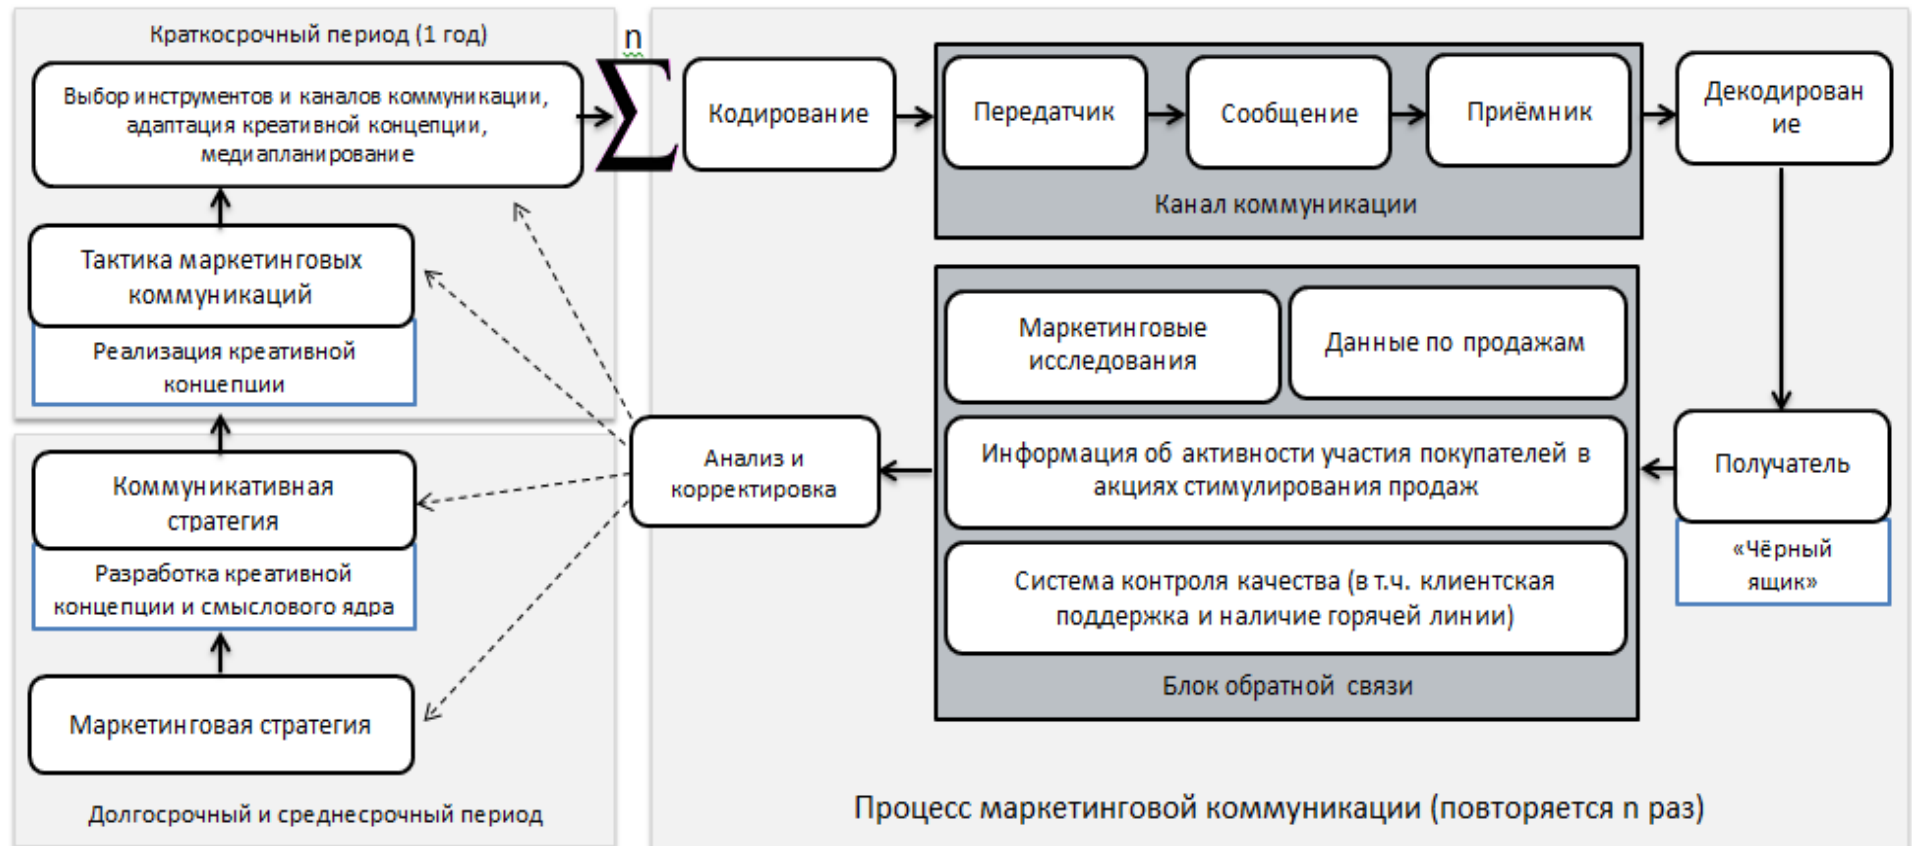 Краткосрочный период (1 год)
Выбор инструментов и каналов коммуникации,
адаптация креативной концепции,
медиапланирование
Тактика маркетинговых
коммуникаций
Реализация креативной
концепции
Коммуникативная
стратегия
Разработка креативной
концепции и смыслового ядра
Маркетинговая стратегия
Долгосрочный и среднесрочный период
n
∑
Кодирование
Передатчик
Сообщение
Приёмник
Канал коммуникации
Декодирован
ие
Получатель
«Чёрный
ящик»
Маркетинговые
исследования
Данные по продажам
Информация об активности участия покупателей в
акциях стимулирования продаж
Система контроля качества (в т.ч. клиентская
поддержка и наличие горячей линии)
Блок обратной связи
Анализ и
корректировка
Процесс маркетинговой коммуникации (повторяется n раз)